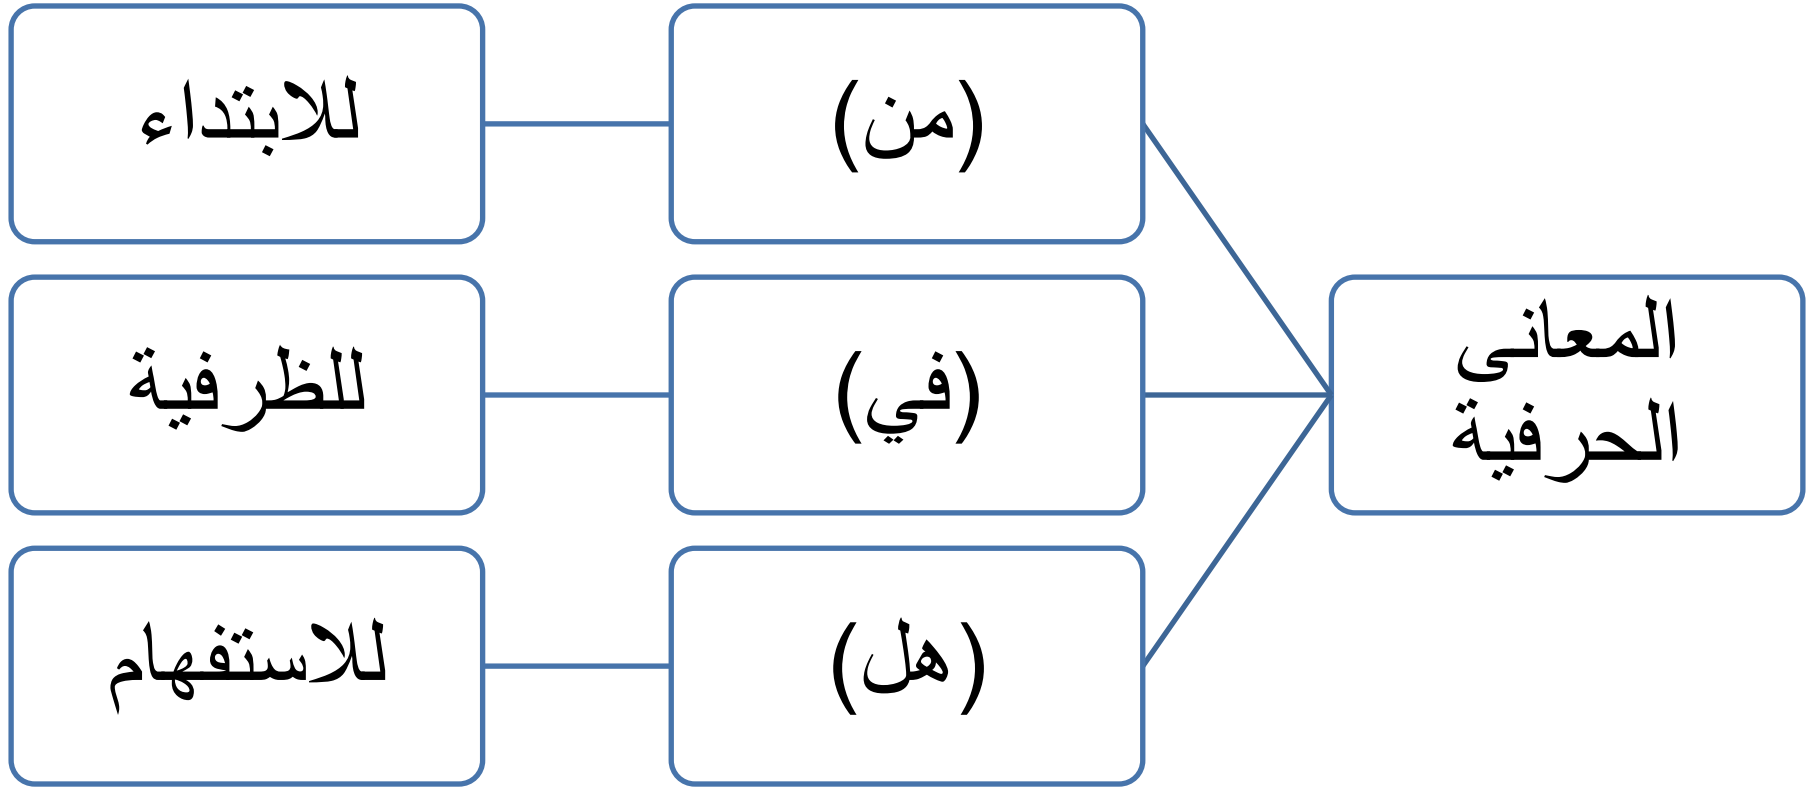 المعانى
الحرفية
(من)
للابتداء
(في)
للظرفية
(هل)
للاستفهام